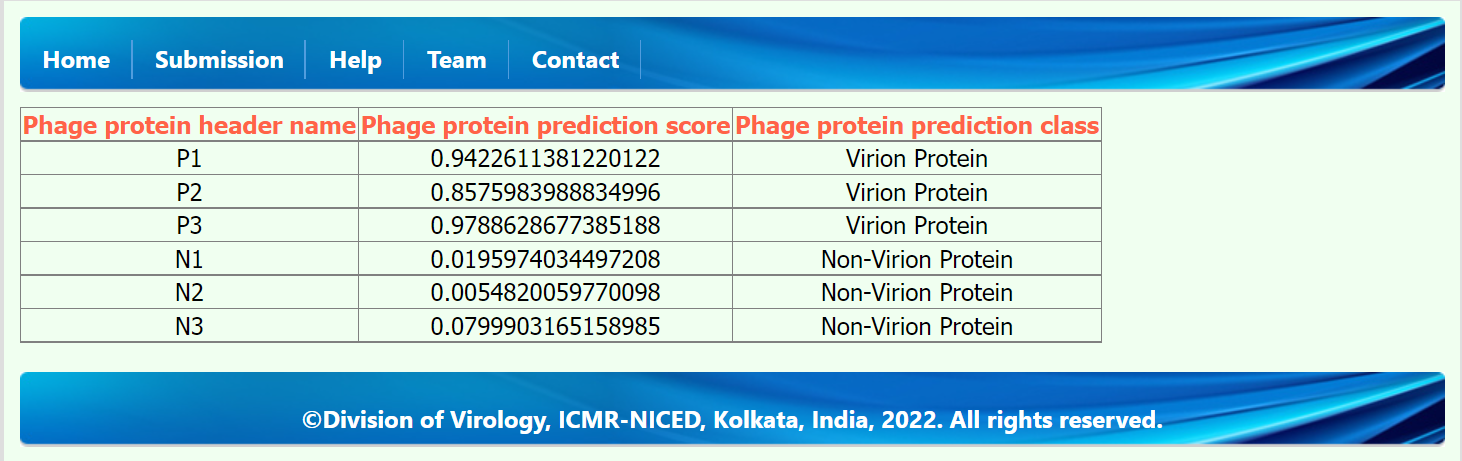 Home Submission Help Team Contact
Phage protein header name Phage protein prediction score Phage protein prediction class
P1 0.9422611381220122 Virion Protein
P2 0.8575983988834996 Virion Protein
P3 0.9788628677385188 Virion Protein
N1 0.0195974034497208 Non-Virion Protein
N2 0.0054820059770098 Non-Virion Protein
N3 0.0799903165158985 Non-Virion Protein
©Division of Virology, ICMR-NICED, Kolkata, India, 2022. All rights reserved.